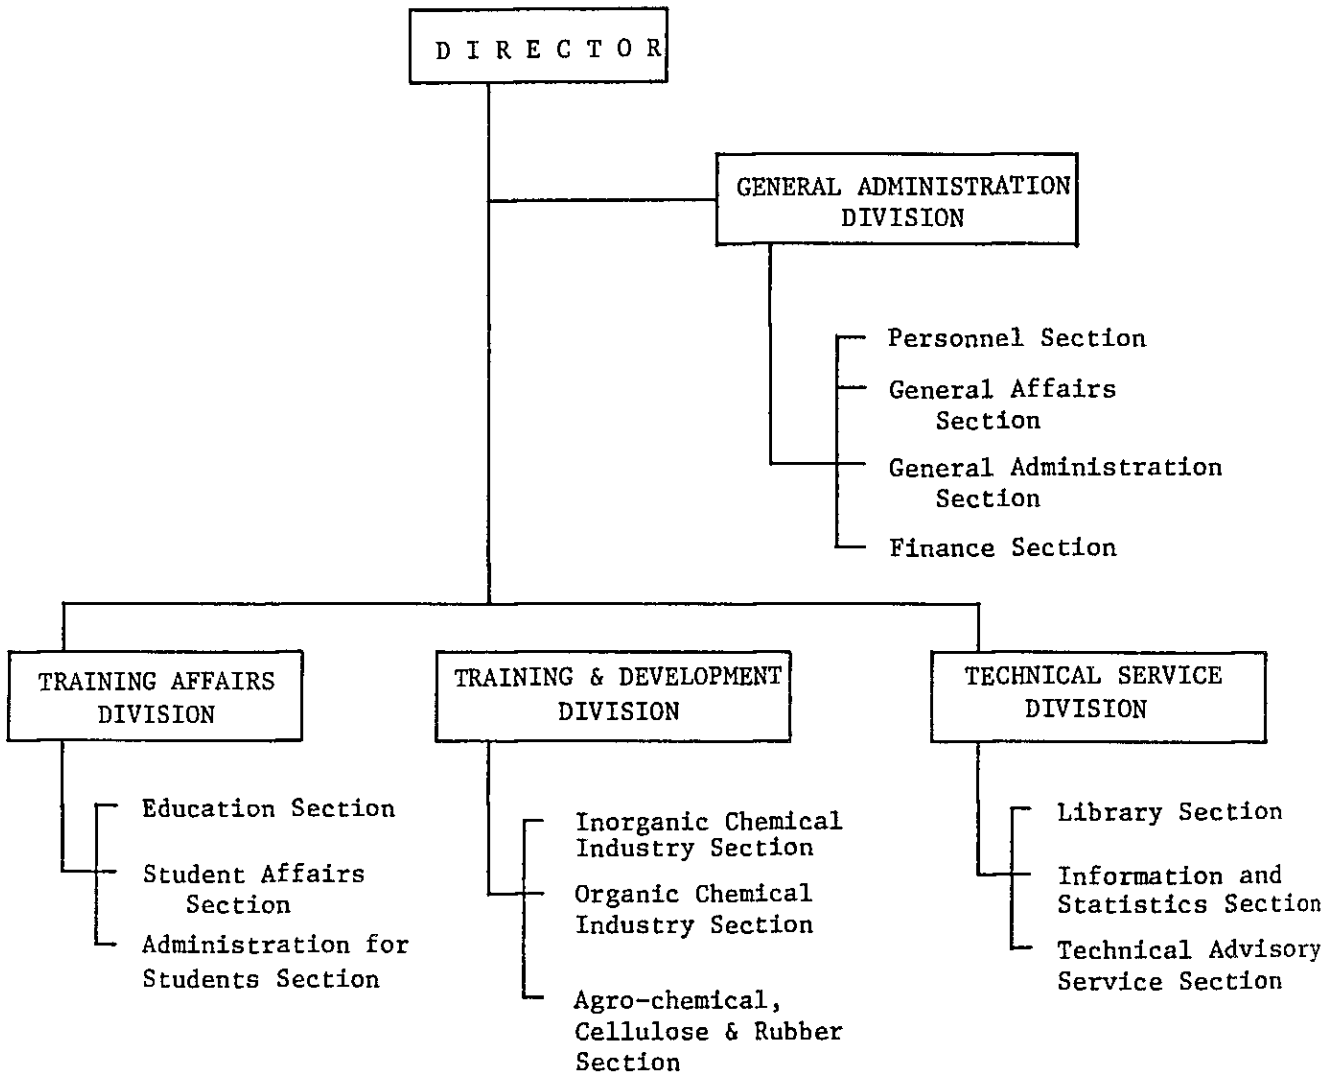 D I R E C T O R
GENERAL ADMINISTRATION
DIVISION
Personnel Section
General Affairs
Section
General Administration
Section
Finance Section
TRAINING AFFAIRS
DIVISION
Education Section
Student Affairs
Section
Administration for
Students Section
TRAINING & DEVELOPMENT
DIVISION
Inorganic Chemical
Industry Section
Organic Chemical
Industry Section
Agro-chemical,
Cellulose & Rubber
Section
TECHNICAL SERVICE
DIVISION
Library Section
Information and
Statistics Section
Technical Advisory
Service Section